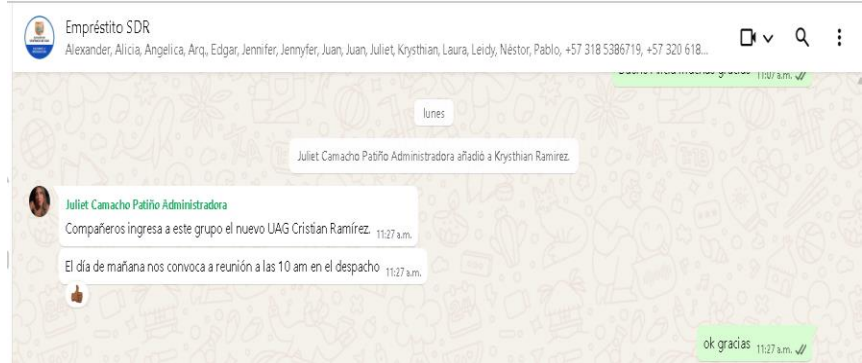 Empréstito SDR
Alexander, Alicia, Angelica, Arq., Edgar, Jennifer, Jennyfer, Juan, Juan, Juliet, Krysthian, Laura, Leidy, Néstor, Pablo, +57 318 5386719, +57 320 618...
11:07 a.m.
lunes
Juliet Camacho Patiño Administradora añadió a Krysthian Ramirez.
Juliet Camacho Patiño Administradora
Compañeros ingresa a este grupo el nuevo UAG Cristian Ramírez. 11:27 a.m.
El día de mañana nos convoca a reunión a las 10 am en el despacho 11:27 a.m.
ok gracias 11:27 a.m.